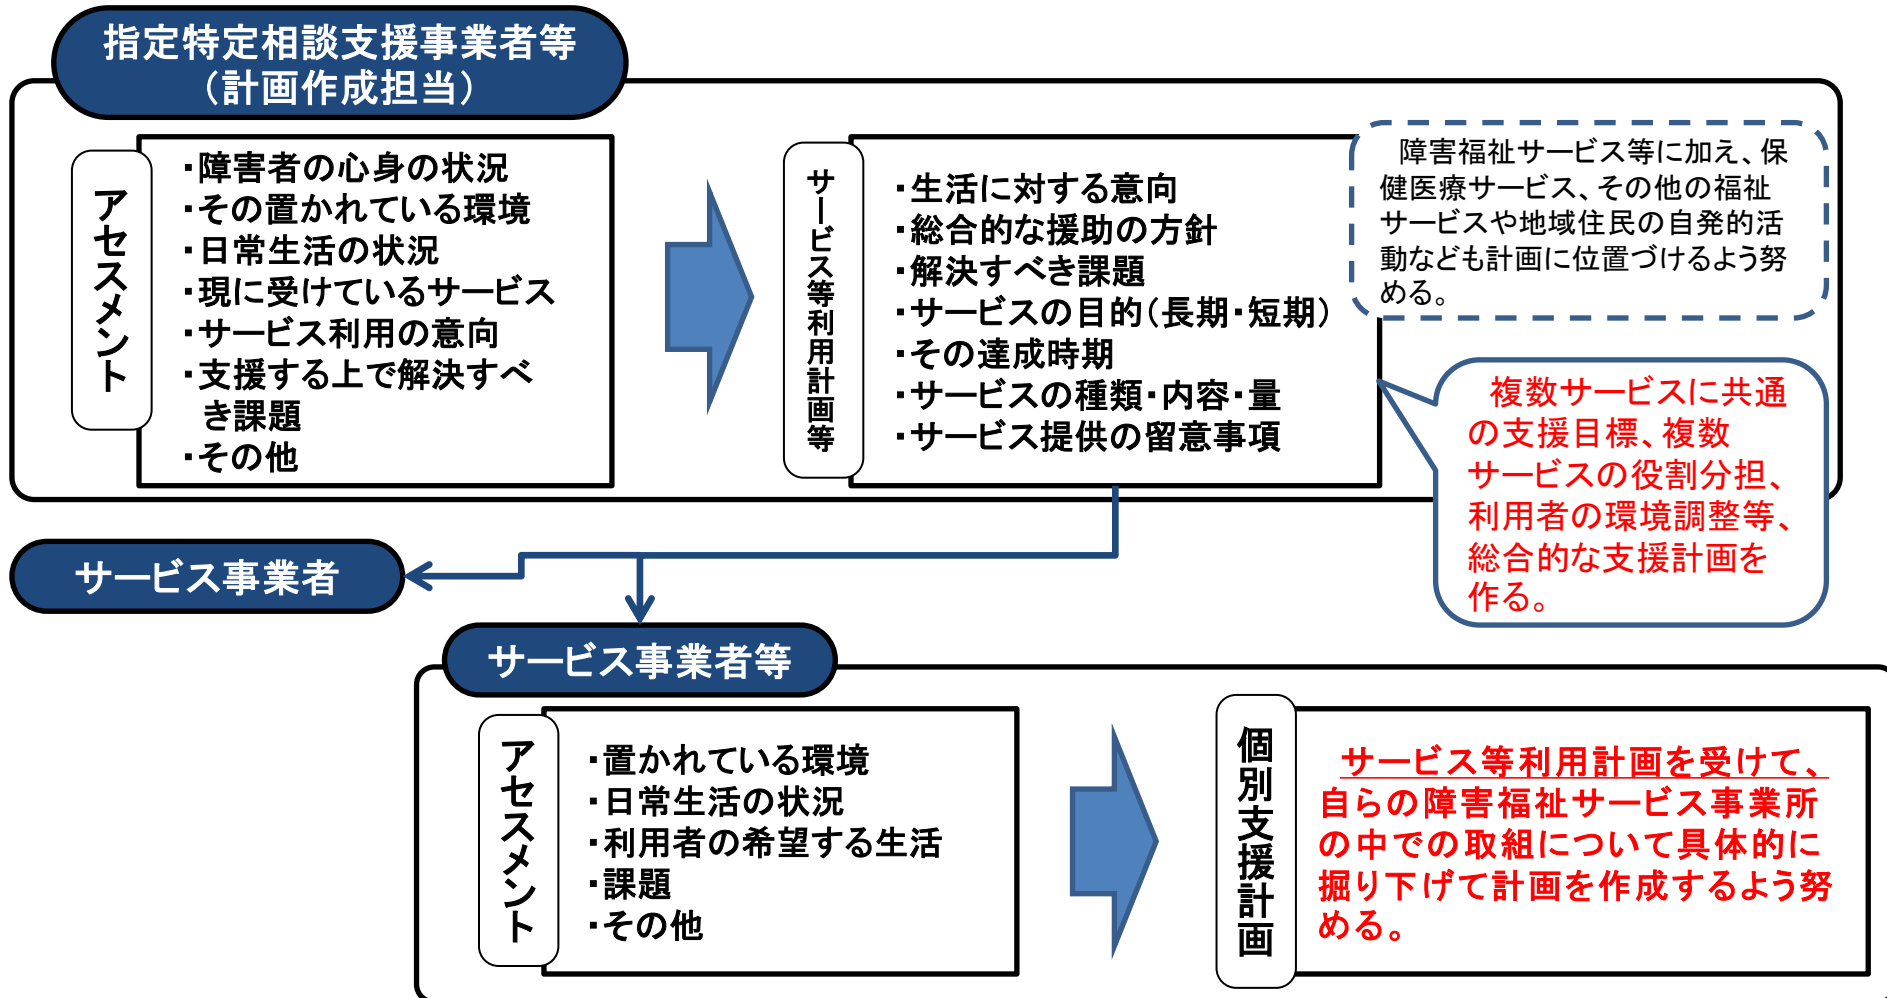 指定特定相談支援事業者等
（計画作成担当）
アセスメント
・障害者の心身の状況
・その置かれている環境
・日常生活の状況
・現に受けているサービス
・サービス利用の意向
・支援する上で解決すべ
き課題
・その他
サービス等利用計画等
・生活に対する意向
・総合的な援助の方針
・解決すべき課題
・サービスの目的（長期・短期）
・その達成時期
・サービスの種類・内容・量
・サービス提供の留意事項
障害福祉サービス等に加え、保
健医療サービス、その他の福祉
サービスや地域住民の自発的活
動なども計画に位置づけるよう努
める。
複数サービスに共通
の支援目標、複数
サービスの役割分担、
利用者の環境調整等、
総合的な支援計画を
作る。
サービス事業者
サービス事業者等
アセスメント
・置かれている環境
・日常生活の状況
・利用者の希望する生活
・課題
・その他
個別支援計画
サービス等利用計画を受けて、
自らの障害福祉サービス事業所
の中での取組について具体的に
掘り下げて計画を作成するよう努
める。